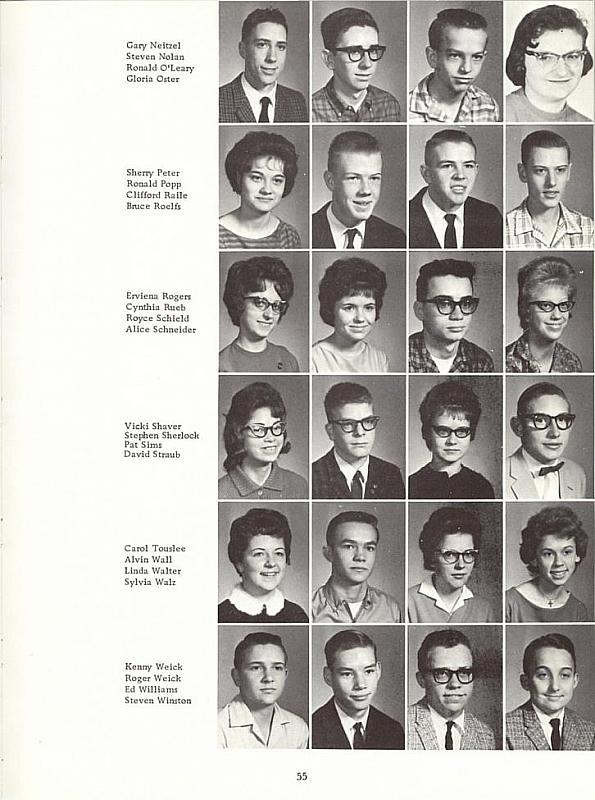 Gary Neitzel
Steven Nolan
Ronald O'Leary
Gloria Oster
Sherry Peter
Ronald Popp
Clifford Raile
Bruce Roelfs
Erviena Rogers
Cynthia Rueb
Royce Schield
Alice Schneider
Vicki Shaver
Stephen Sherlock
Pat Sims
David Straub
Carol Touslee
Alvin Wall
Linda Walter
Sylvia Walz
Kenny Weick
Roger Weick
Ed Williams
Steven Winston
55